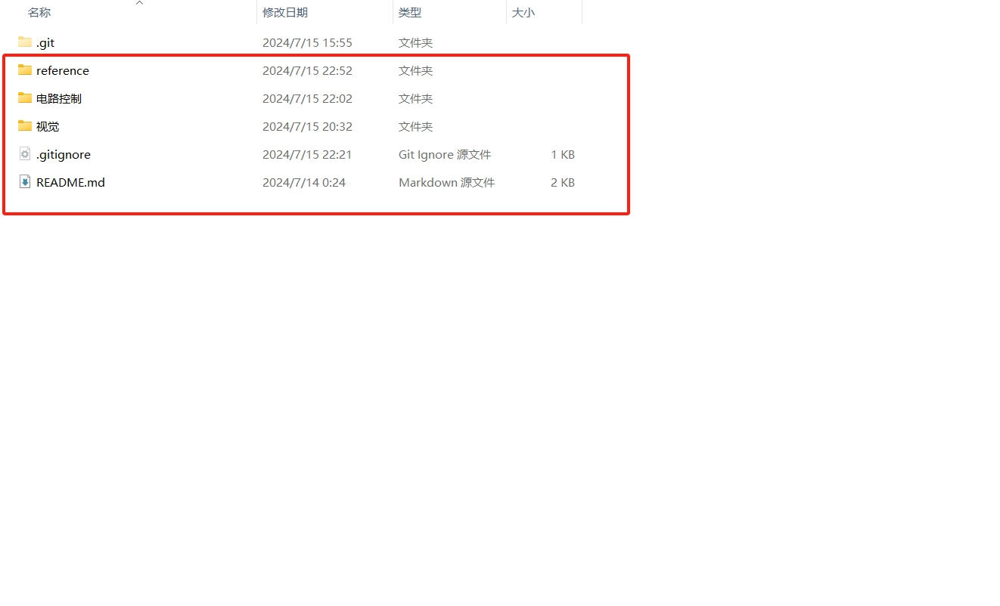 名称 修改日期 类型 大小
.git 2024/7/15 15:55 文件夹
reference 2024/7/15 22:52 文件夹
电路控制 2024/7/15 22:02 文件夹
视觉 2024/7/15 20:32 文件夹
.gitignore 2024/7/15 22:21 Git Ignore 源文件 1 KB
README.md 2024/7/14 0:24 Markdown 源文件 2 KB